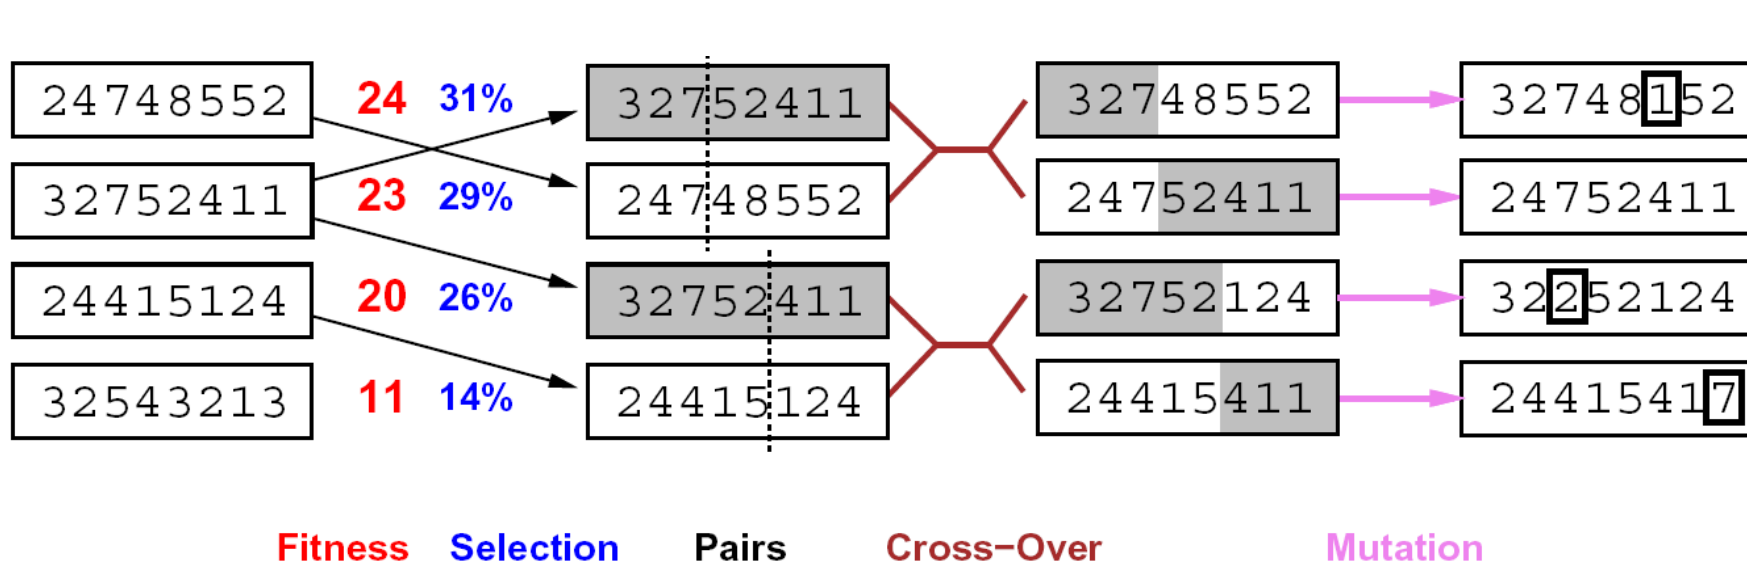 24748552 24 31% 32752411 32748552 32748152
32752411 23 29% 24748552 24752411 24752411
24415124 20 26% 32752411 32752124 32252124
32543213 11 14% 24415124 24415411 24415417
Fitness Selection Pairs Cross−Over Mutation